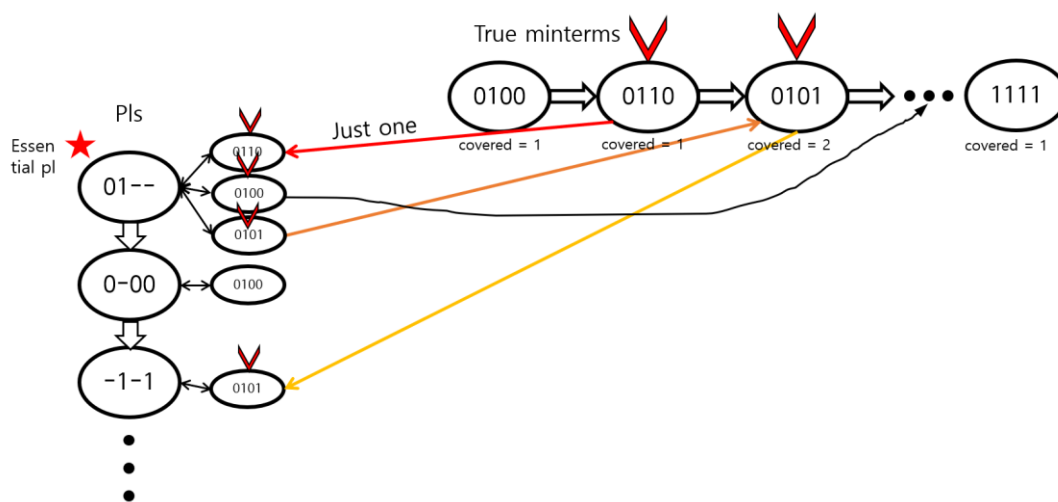 True minterms
0100
0110
0101
1111
covered = 1
covered = 1
covered = 2
covered = 1
PIs
Just one
Essen
tial pI
01--
0110
0100
0101
0-00
0100
-1-1
0101